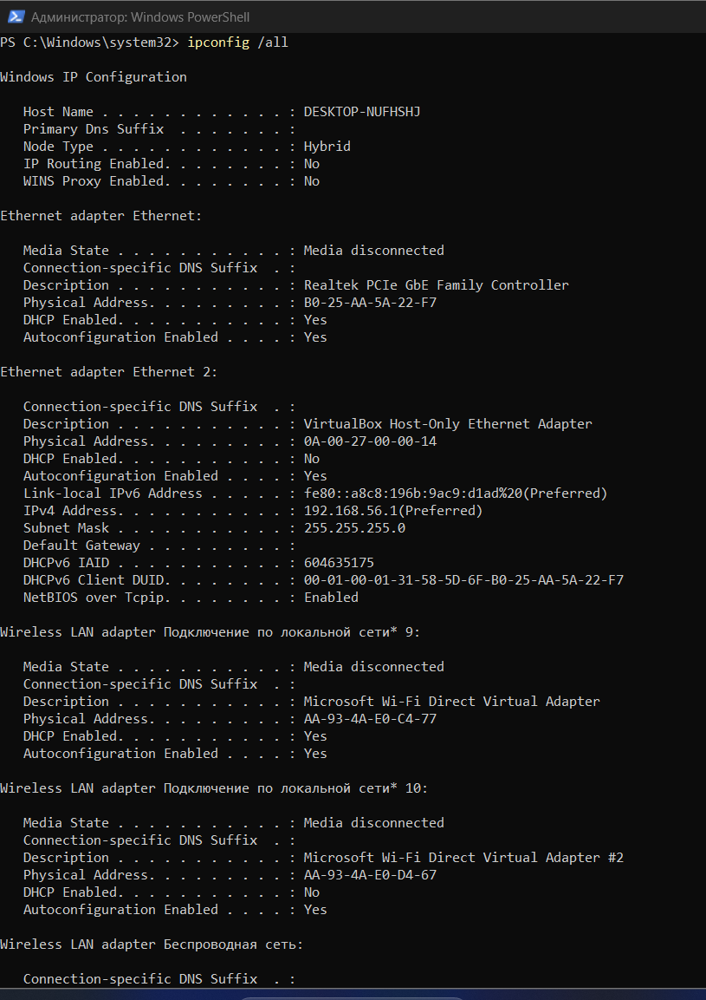 Администратор: Windows PowerShell
PS C:\Windows\system32> ipconfig /all
Windows IP Configuration
Host Name . . . . . . . . . . . . : DESKTOP-NUFHSHJ
Primary Dns Suffix  . . . . . . . :
Node Type . . . . . . . . . . . . : Hybrid
IP Routing Enabled. . . . . . . . : No
WINS Proxy Enabled. . . . . . . . : No
Ethernet adapter Ethernet:
Media State . . . . . . . . . . . : Media disconnected
Connection-specific DNS Suffix  . :
Description . . . . . . . . . . . : Realtek PCIe GbE Family Controller
Physical Address. . . . . . . . . : B0-25-AA-5A-22-F7
DHCP Enabled. . . . . . . . . . . : Yes
Autoconfiguration Enabled . . . . : Yes
Ethernet adapter Ethernet 2:
Connection-specific DNS Suffix  . :
Description . . . . . . . . . . . : VirtualBox Host-Only Ethernet Adapter
Physical Address. . . . . . . . . : 0A-00-27-00-00-14
DHCP Enabled. . . . . . . . . . . : No
Autoconfiguration Enabled . . . . : Yes
Link-local IPv6 Address . . . . . : fe80::a8c8:196b:9ac9:d1ad%20(Preferred)
IPv4 Address. . . . . . . . . . . : 192.168.56.1(Preferred)
Subnet Mask . . . . . . . . . . . : 255.255.255.0
Default Gateway . . . . . . . . . :
DHCPv6 IAID . . . . . . . . . . . : 604635175
DHCPv6 Client DUID. . . . . . . . : 00-01-00-01-31-58-5D-6F-B0-25-AA-5A-22-F7
NetBIOS over Tcpip. . . . . . . . : Enabled
Wireless LAN adapter Подключение по локальной сети* 9:
Media State . . . . . . . . . . . : Media disconnected
Connection-specific DNS Suffix  . :
Description . . . . . . . . . . . : Microsoft Wi-Fi Direct Virtual Adapter
Physical Address. . . . . . . . . : AA-93-4A-E0-C4-77
DHCP Enabled. . . . . . . . . . . : Yes
Autoconfiguration Enabled . . . . : Yes
Wireless LAN adapter Подключение по локальной сети* 10:
Media State . . . . . . . . . . . : Media disconnected
Connection-specific DNS Suffix  . :
Description . . . . . . . . . . . : Microsoft Wi-Fi Direct Virtual Adapter #2
Physical Address. . . . . . . . . : AA-93-4A-E0-D4-67
DHCP Enabled. . . . . . . . . . . : No
Autoconfiguration Enabled . . . . : Yes
Wireless LAN adapter Беспроводная сеть:
Connection-specific DNS Suffix  . :